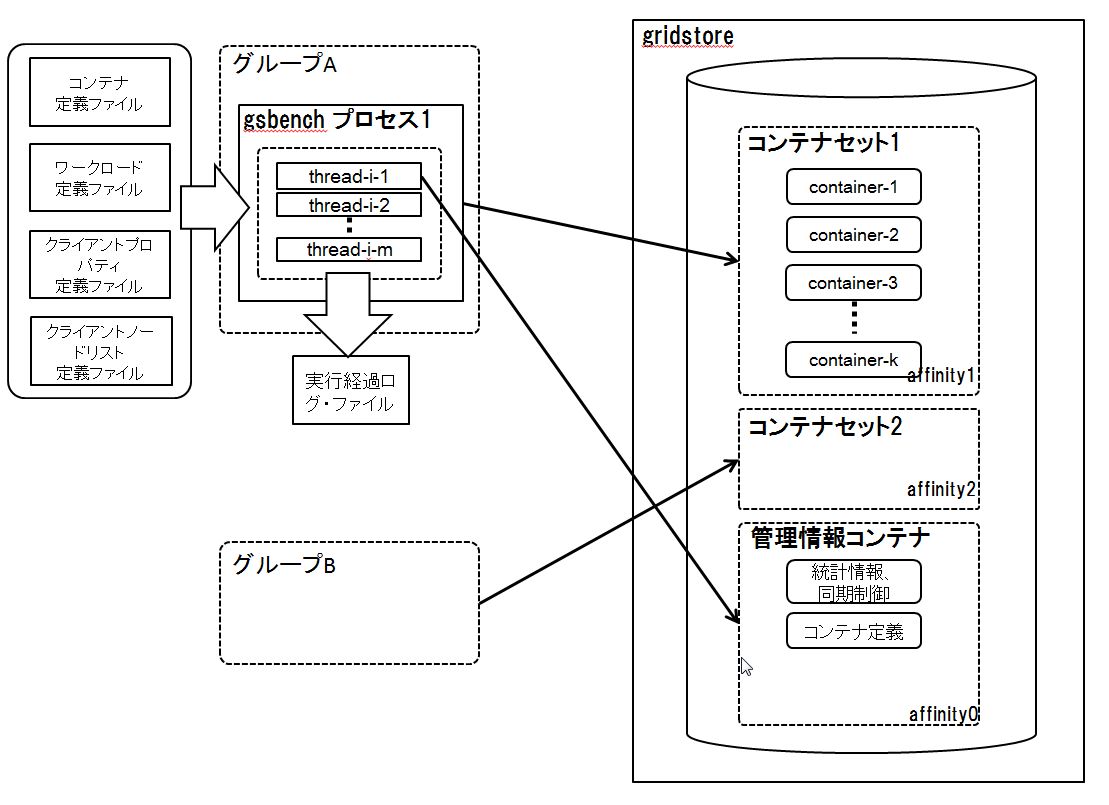 コンテナ
定義ファイル
ワークロード
定義ファイル
クライアントプロ
パティ
定義ファイル
クライアントノー
ドリスト
定義ファイル
グループA
gsbench プロセス1
thread-i-1
thread-i-2
thread-i-m
実行経過ロ
グ・ファイル
グループB
gridstore
コンテナセット1
container-1
container-2
container-3
container-k
affinity1
コンテナセット2
affinity2
管理情報コンテナ
統計情報、
同期制御
コンテナ定義
affinity0